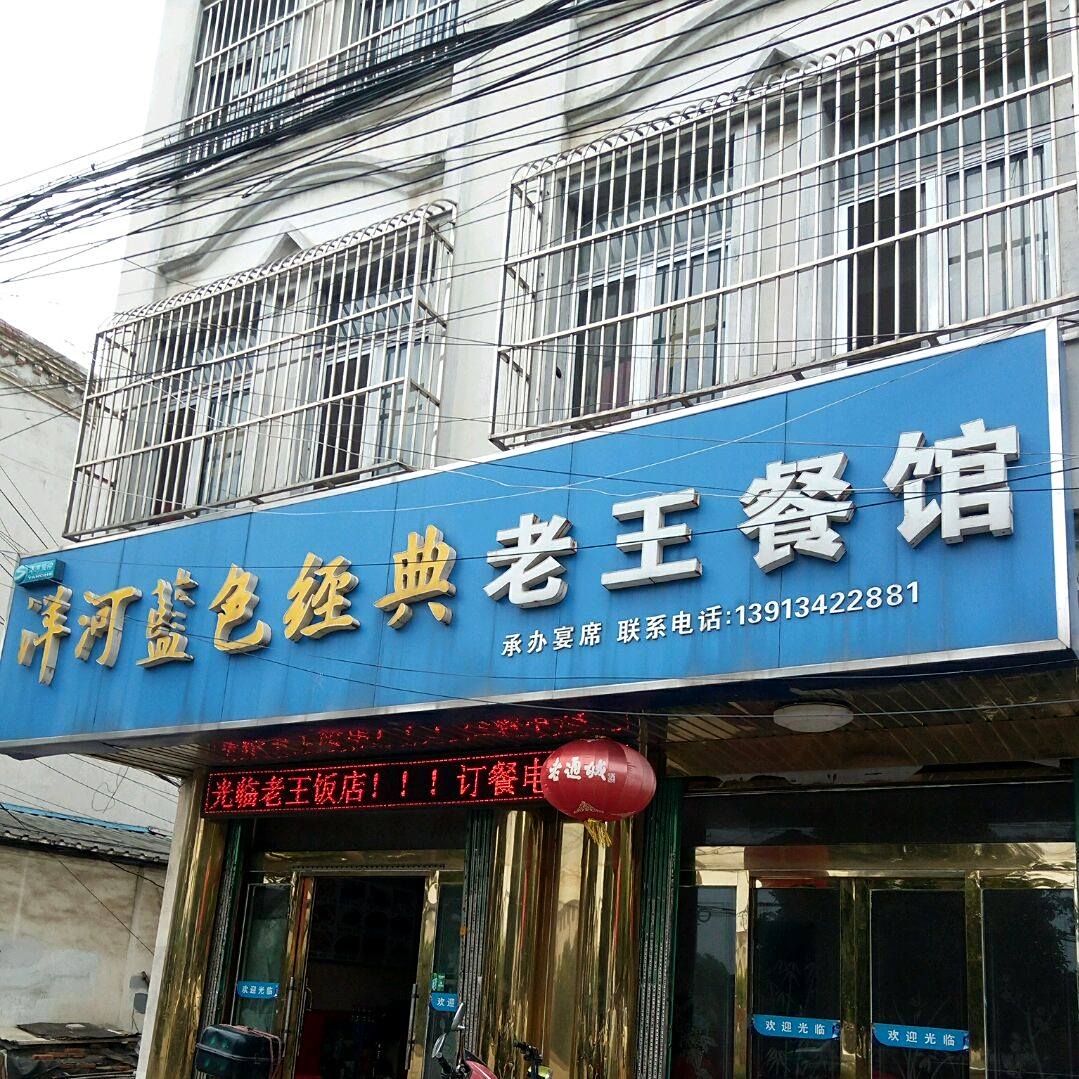 洋河藍色經典 老王餐馆
承办宴席 联系电话:13913422881
光临老王饭店！！！订餐电
老通城
欢迎光临
欢迎
欢迎光临
欢迎光临